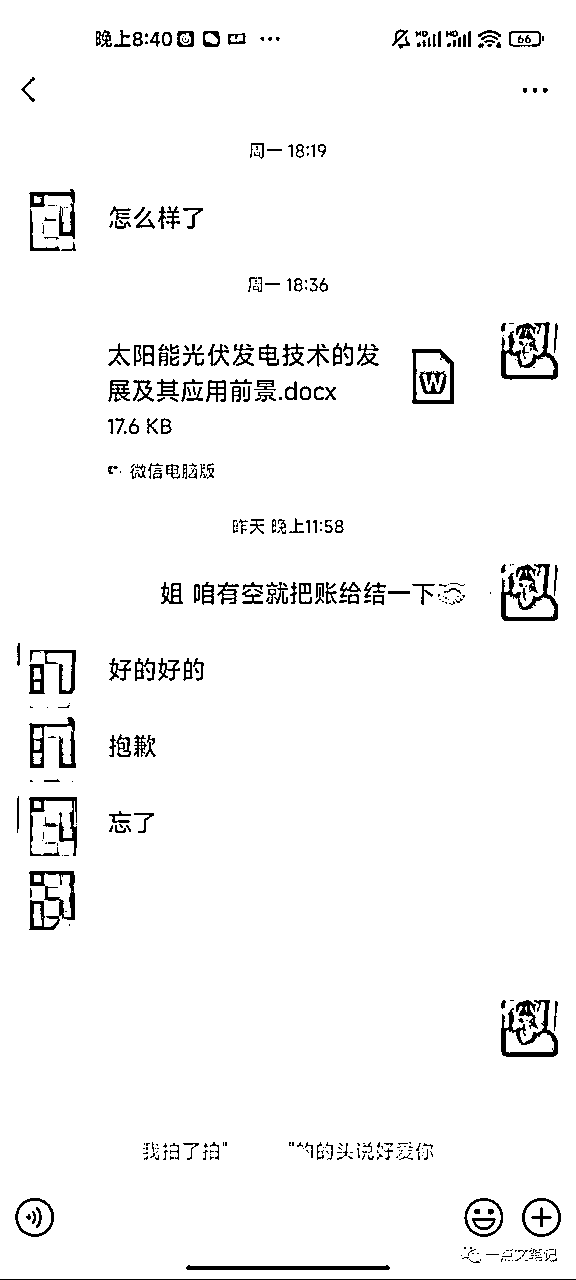 晚上8:40
66
周一 18:19
怎么样了
周一 18:36
太阳能光伏发电技术的发
展及其应用前景.docx
W
17.6 KB
微信电脑版
昨天 晚上11:58
姐 咱有空就把账给结一下
好的好的
抱歉
忘了
我拍了拍" "的的头说好爱你
一点文笔记